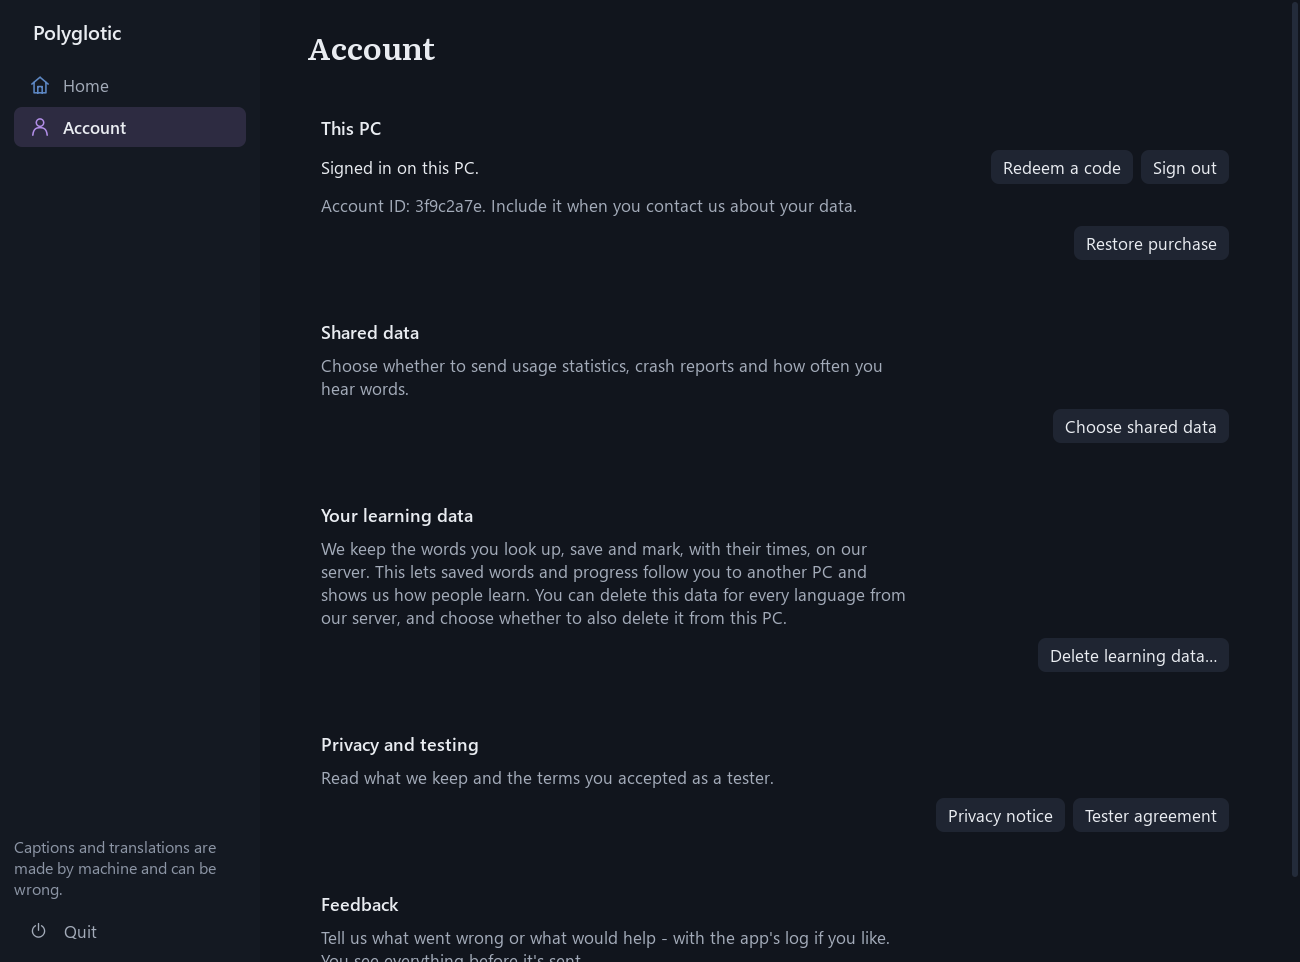 Polyglotic
Home
Account
Captions and translations are
made by machine and can be
wrong.
Quit
Account
This PC
Signed in on this PC.
Redeem a code
Sign out
Account ID: 3f9c2a7e. Include it when you contact us about your data.
Restore purchase
Shared data
Choose whether to send usage statistics, crash reports and how often you
hear words.
Choose shared data
Your learning data
We keep the words you look up, save and mark, with their times, on our
server. This lets saved words and progress follow you to another PC and
shows us how people learn. You can delete this data for every language from
our server, and choose whether to also delete it from this PC.
Delete learning data...
Privacy and testing
Read what we keep and the terms you accepted as a tester.
Privacy notice
Tester agreement
Feedback
Tell us what went wrong or what would help - with the app's log if you like.
You see everything before it's sent.